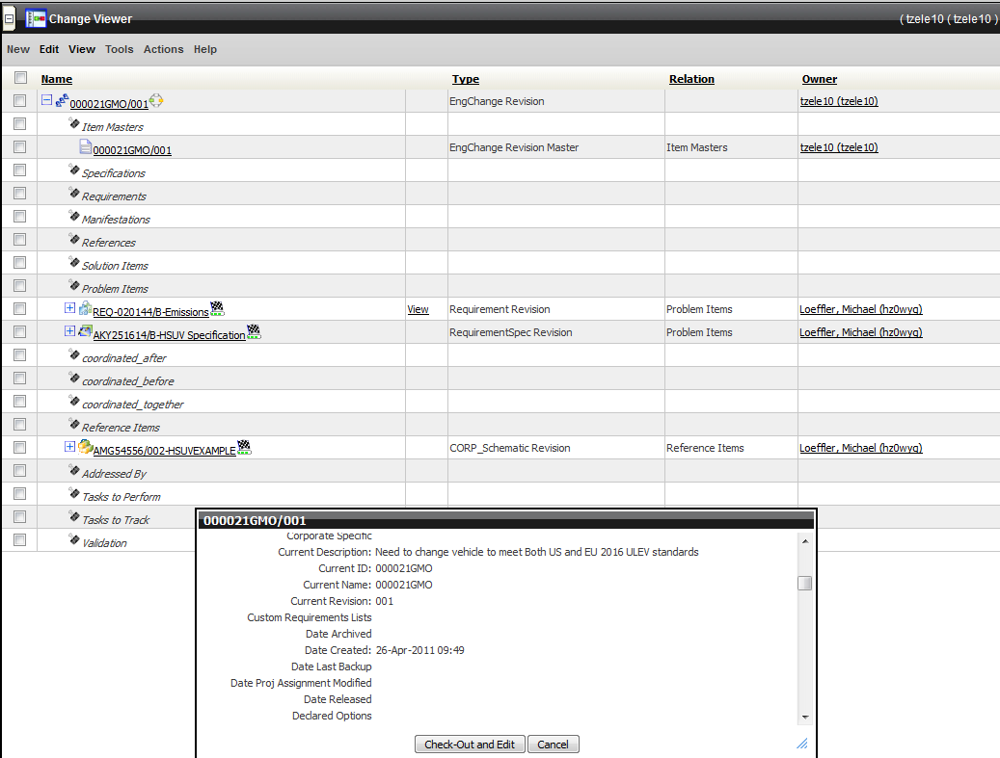 Change Viewer ( tzele10 ( tzele10 )
New Edit View Tools Actions Help
Name Type Relation Owner
000021GMO/001 EngChange Revision tzele10 (tzele10)
Item Masters
000021GMO/001 EngChange Revision Master Item Masters tzele10 (tzele10)
Specifications
Requirements
Manifestations
References
Solution Items
Problem Items
REQ-020144/B-Emissions View Requirement Revision Problem Items Loeffler, Michael (hz0wyq)
AKY251614/B-HSUV Specification RequirementSpec Revision Problem Items Loeffler, Michael (hz0wyq)
coordinated_after
coordinated_before
coordinated_together
Reference Items
AMG54556/002-HSUVEXAMPLE CORP_Schematic Revision Reference Items Loeffler, Michael (hz0wyq)
Addressed By
Tasks to Perform
Tasks to Track
Validation
000021GMO/001
Corporate Specific
Current Description: Need to change vehicle to meet Both US and EU 2016 ULEV standards
Current ID: 000021GMO
Current Name: 000021GMO
Current Revision: 001
Custom Requirements Lists
Date Archived
Date Created: 26-Apr-2011 09:49
Date Last Backup
Date Proj Assignment Modified
Date Released
Declared Options
Check-Out and Edit Cancel